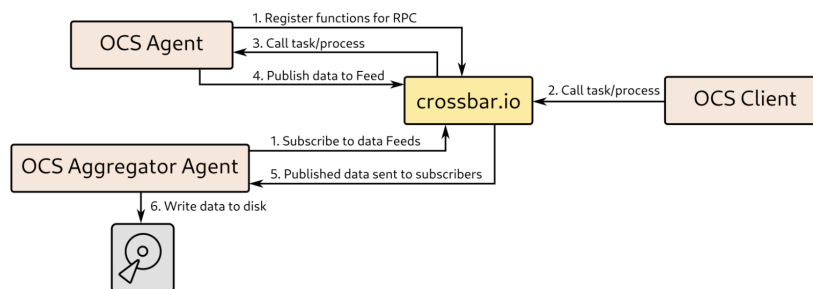 1. Register functions for RPC
OCS Agent
3. Call task/process
4. Publish data to Feed
crossbar.io
2. Call task/process
OCS Client
1. Subscribe to data Feeds
OCS Aggregator Agent
5. Published data sent to subscribers
6. Write data to disk